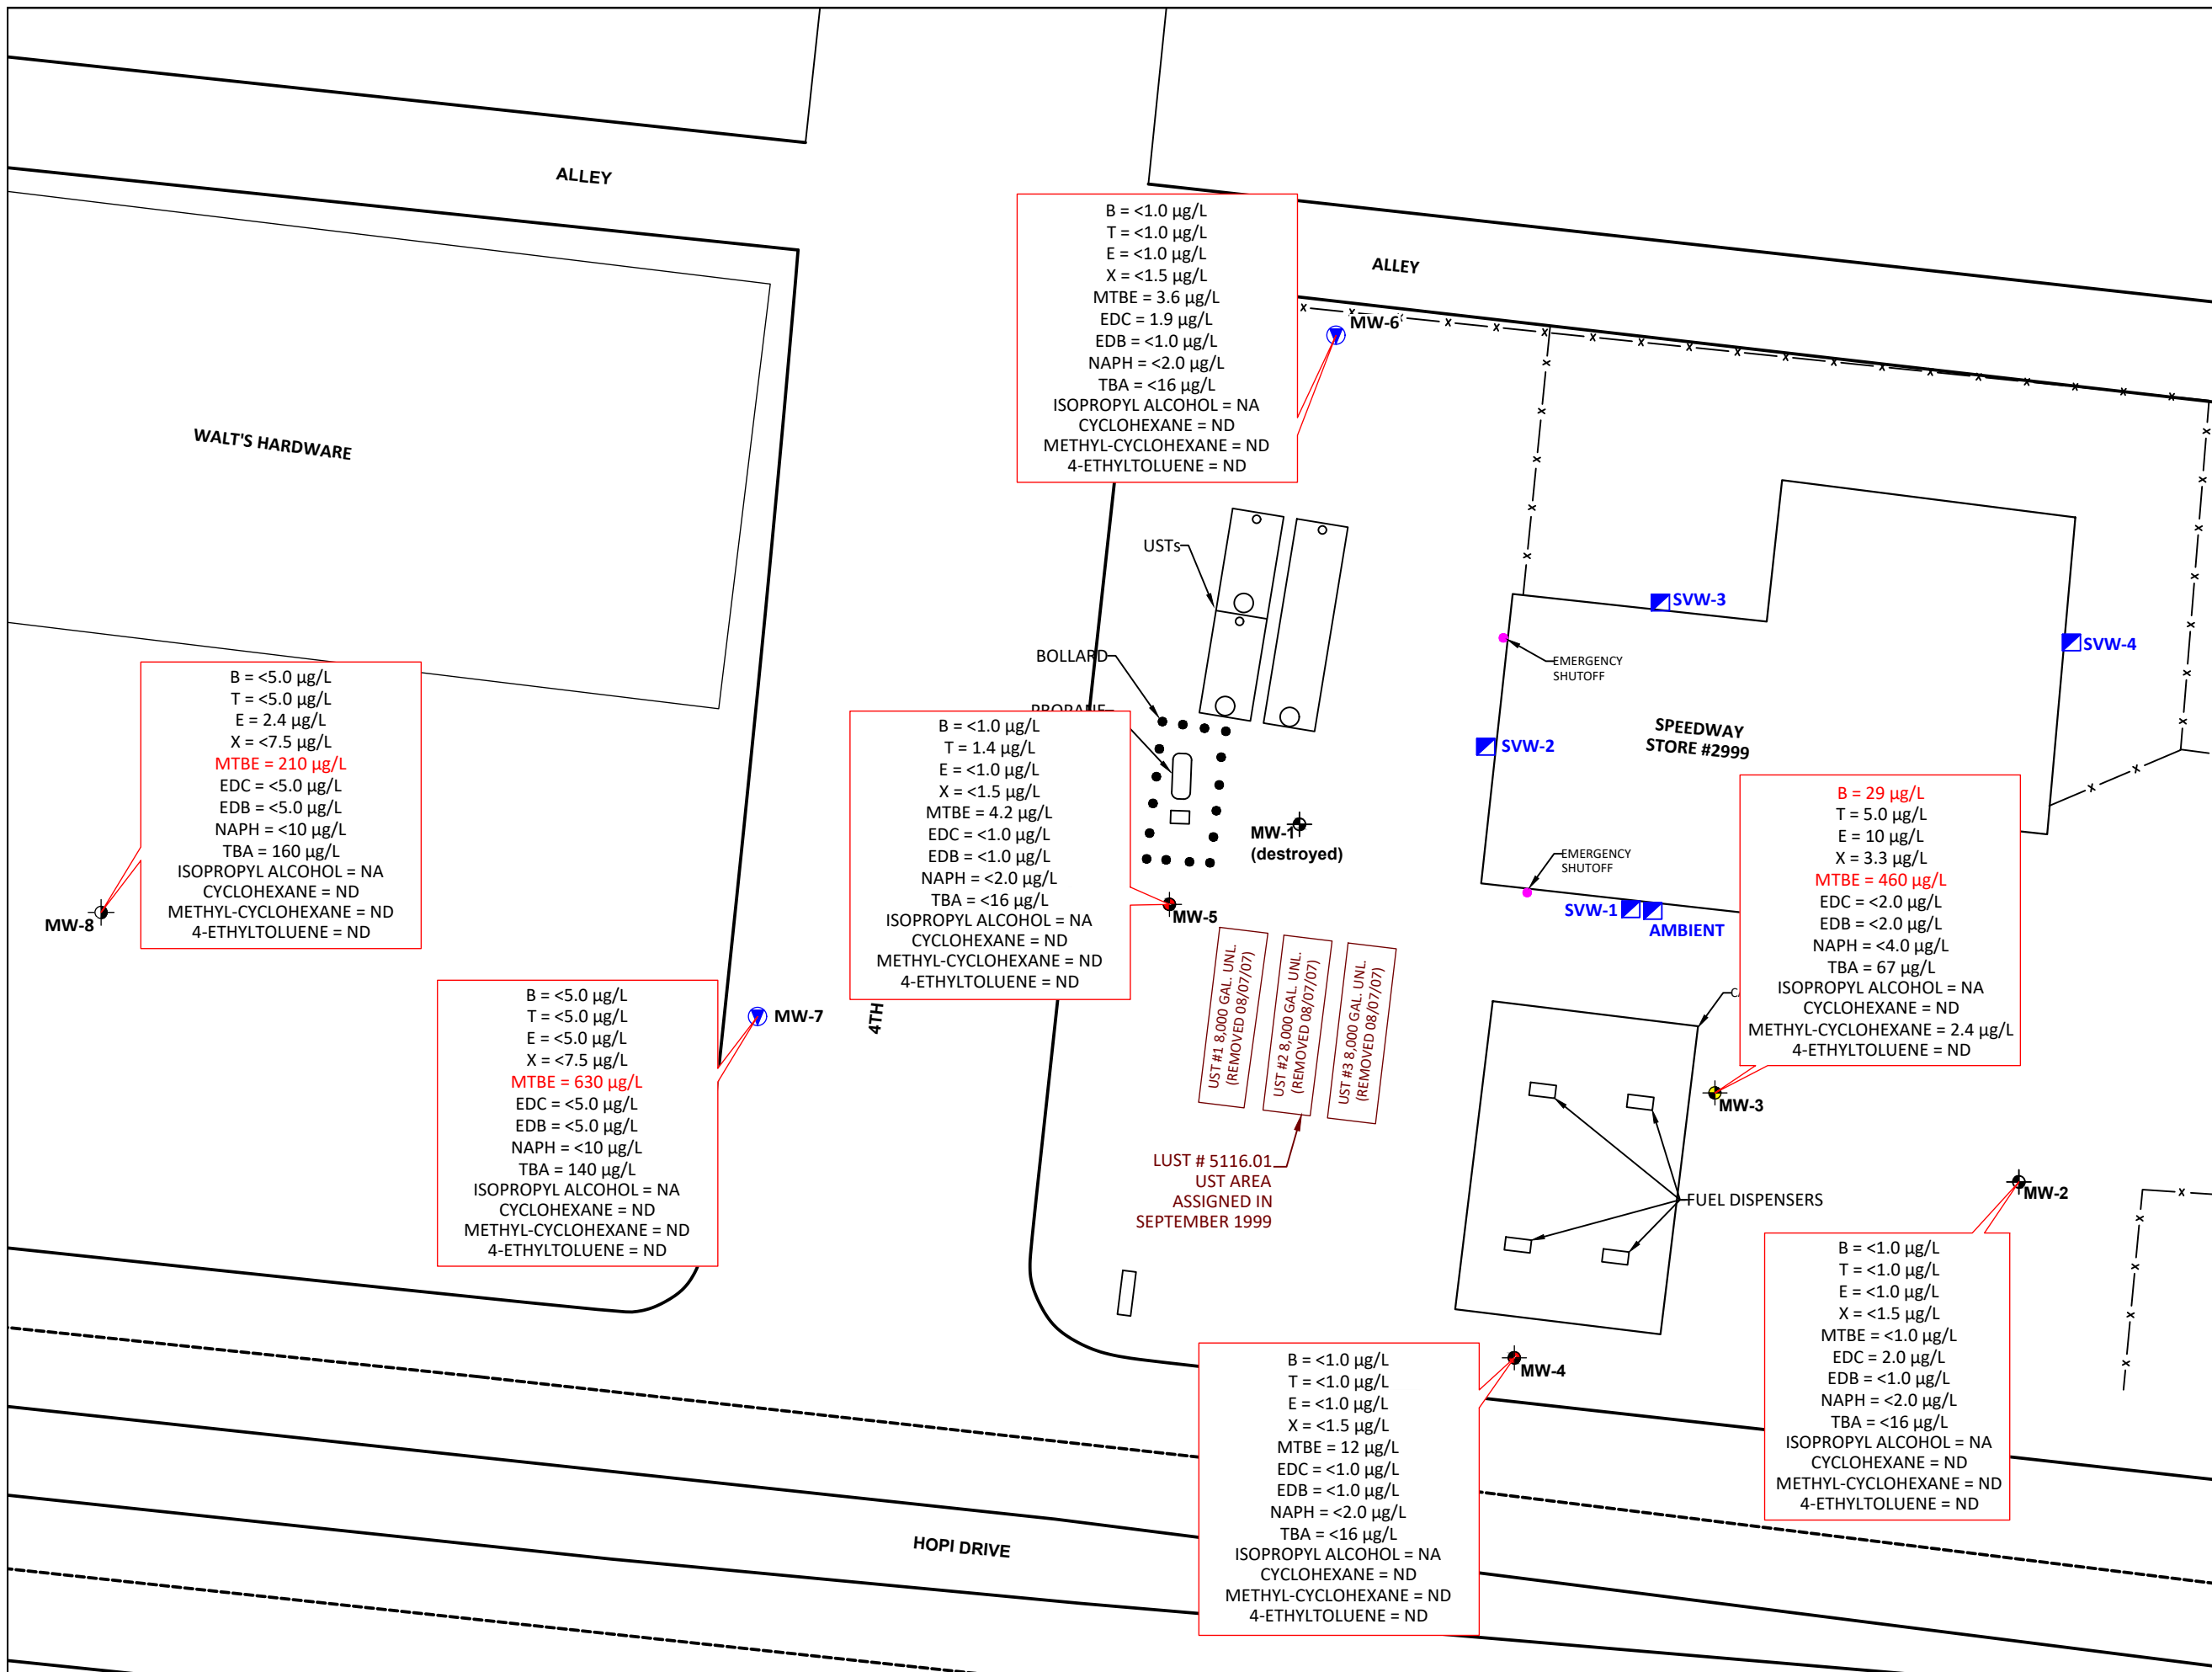 ALLEY
B = <1.0 µg/L
T = <1.0 µg/L
E = <1.0 µg/L
X = <1.5 µg/L
MTBE = 3.6 µg/L
EDC = 1.9 µg/L
EDB = <1.0 µg/L
NAPH = <2.0 µg/L
TBA = <16 µg/L
ISOPROPYL ALCOHOL = NA
CYCLOHEXANE = ND
METHYL-CYCLOHEXANE = ND
4-ETHYLTOLUENE = ND
ALLEY
MW-6
WALT'S HARDWARE
USTs
SVW-3
SVW-4
BOLLARD
EMERGENCY
SHUTOFF
PROPANE
SPEEDWAY
STORE #2999
SVW-2
B = <5.0 µg/L
T = <5.0 µg/L
E = 2.4 µg/L
X = <7.5 µg/L
MTBE = 210 µg/L
EDC = <5.0 µg/L
EDB = <5.0 µg/L
NAPH = <10 µg/L
TBA = 160 µg/L
ISOPROPYL ALCOHOL = NA
CYCLOHEXANE = ND
METHYL-CYCLOHEXANE = ND
4-ETHYLTOLUENE = ND
MW-8
B = <1.0 µg/L
T = 1.4 µg/L
E = <1.0 µg/L
X = <1.5 µg/L
MTBE = 4.2 µg/L
EDC = <1.0 µg/L
EDB = <1.0 µg/L
NAPH = <2.0 µg/L
TBA = <16 µg/L
ISOPROPYL ALCOHOL = NA
CYCLOHEXANE = ND
METHYL-CYCLOHEXANE = ND
4-ETHYLTOLUENE = ND
MW-1
(destroyed)
MW-5
EMERGENCY
SHUTOFF
SVW-1
AMBIENT
B = 29 µg/L
T = 5.0 µg/L
E = 10 µg/L
X = 3.3 µg/L
MTBE = 460 µg/L
EDC = <2.0 µg/L
EDB = <2.0 µg/L
NAPH = <4.0 µg/L
TBA = 67 µg/L
ISOPROPYL ALCOHOL = NA
CYCLOHEXANE = ND
METHYL-CYCLOHEXANE = 2.4 µg/L
4-ETHYLTOLUENE = ND
MW-3
B = <5.0 µg/L
T = <5.0 µg/L
E = <5.0 µg/L
X = <7.5 µg/L
MTBE = 630 µg/L
EDC = <5.0 µg/L
EDB = <5.0 µg/L
NAPH = <10 µg/L
TBA = 140 µg/L
ISOPROPYL ALCOHOL = NA
CYCLOHEXANE = ND
METHYL-CYCLOHEXANE = ND
4-ETHYLTOLUENE = ND
MW-7
4TH
UST #1 8,000 GAL. UNL.
(REMOVED 08/07/07)
UST #2 8,000 GAL. UNL.
(REMOVED 08/07/07)
UST #3 8,000 GAL. UNL.
(REMOVED 08/07/07)
LUST # 5116.01
UST AREA
ASSIGNED IN
SEPTEMBER 1999
FUEL DISPENSERS
MW-2
B = <1.0 µg/L
T = <1.0 µg/L
E = <1.0 µg/L
X = <1.5 µg/L
MTBE = <1.0 µg/L
EDC = 2.0 µg/L
EDB = <1.0 µg/L
NAPH = <2.0 µg/L
TBA = <16 µg/L
ISOPROPYL ALCOHOL = NA
CYCLOHEXANE = ND
METHYL-CYCLOHEXANE = ND
4-ETHYLTOLUENE = ND
MW-4
B = <1.0 µg/L
T = <1.0 µg/L
E = <1.0 µg/L
X = <1.5 µg/L
MTBE = 12 µg/L
EDC = <1.0 µg/L
EDB = <1.0 µg/L
NAPH = <2.0 µg/L
TBA = <16 µg/L
ISOPROPYL ALCOHOL = NA
CYCLOHEXANE = ND
METHYL-CYCLOHEXANE = ND
4-ETHYLTOLUENE = ND
HOPI DRIVE